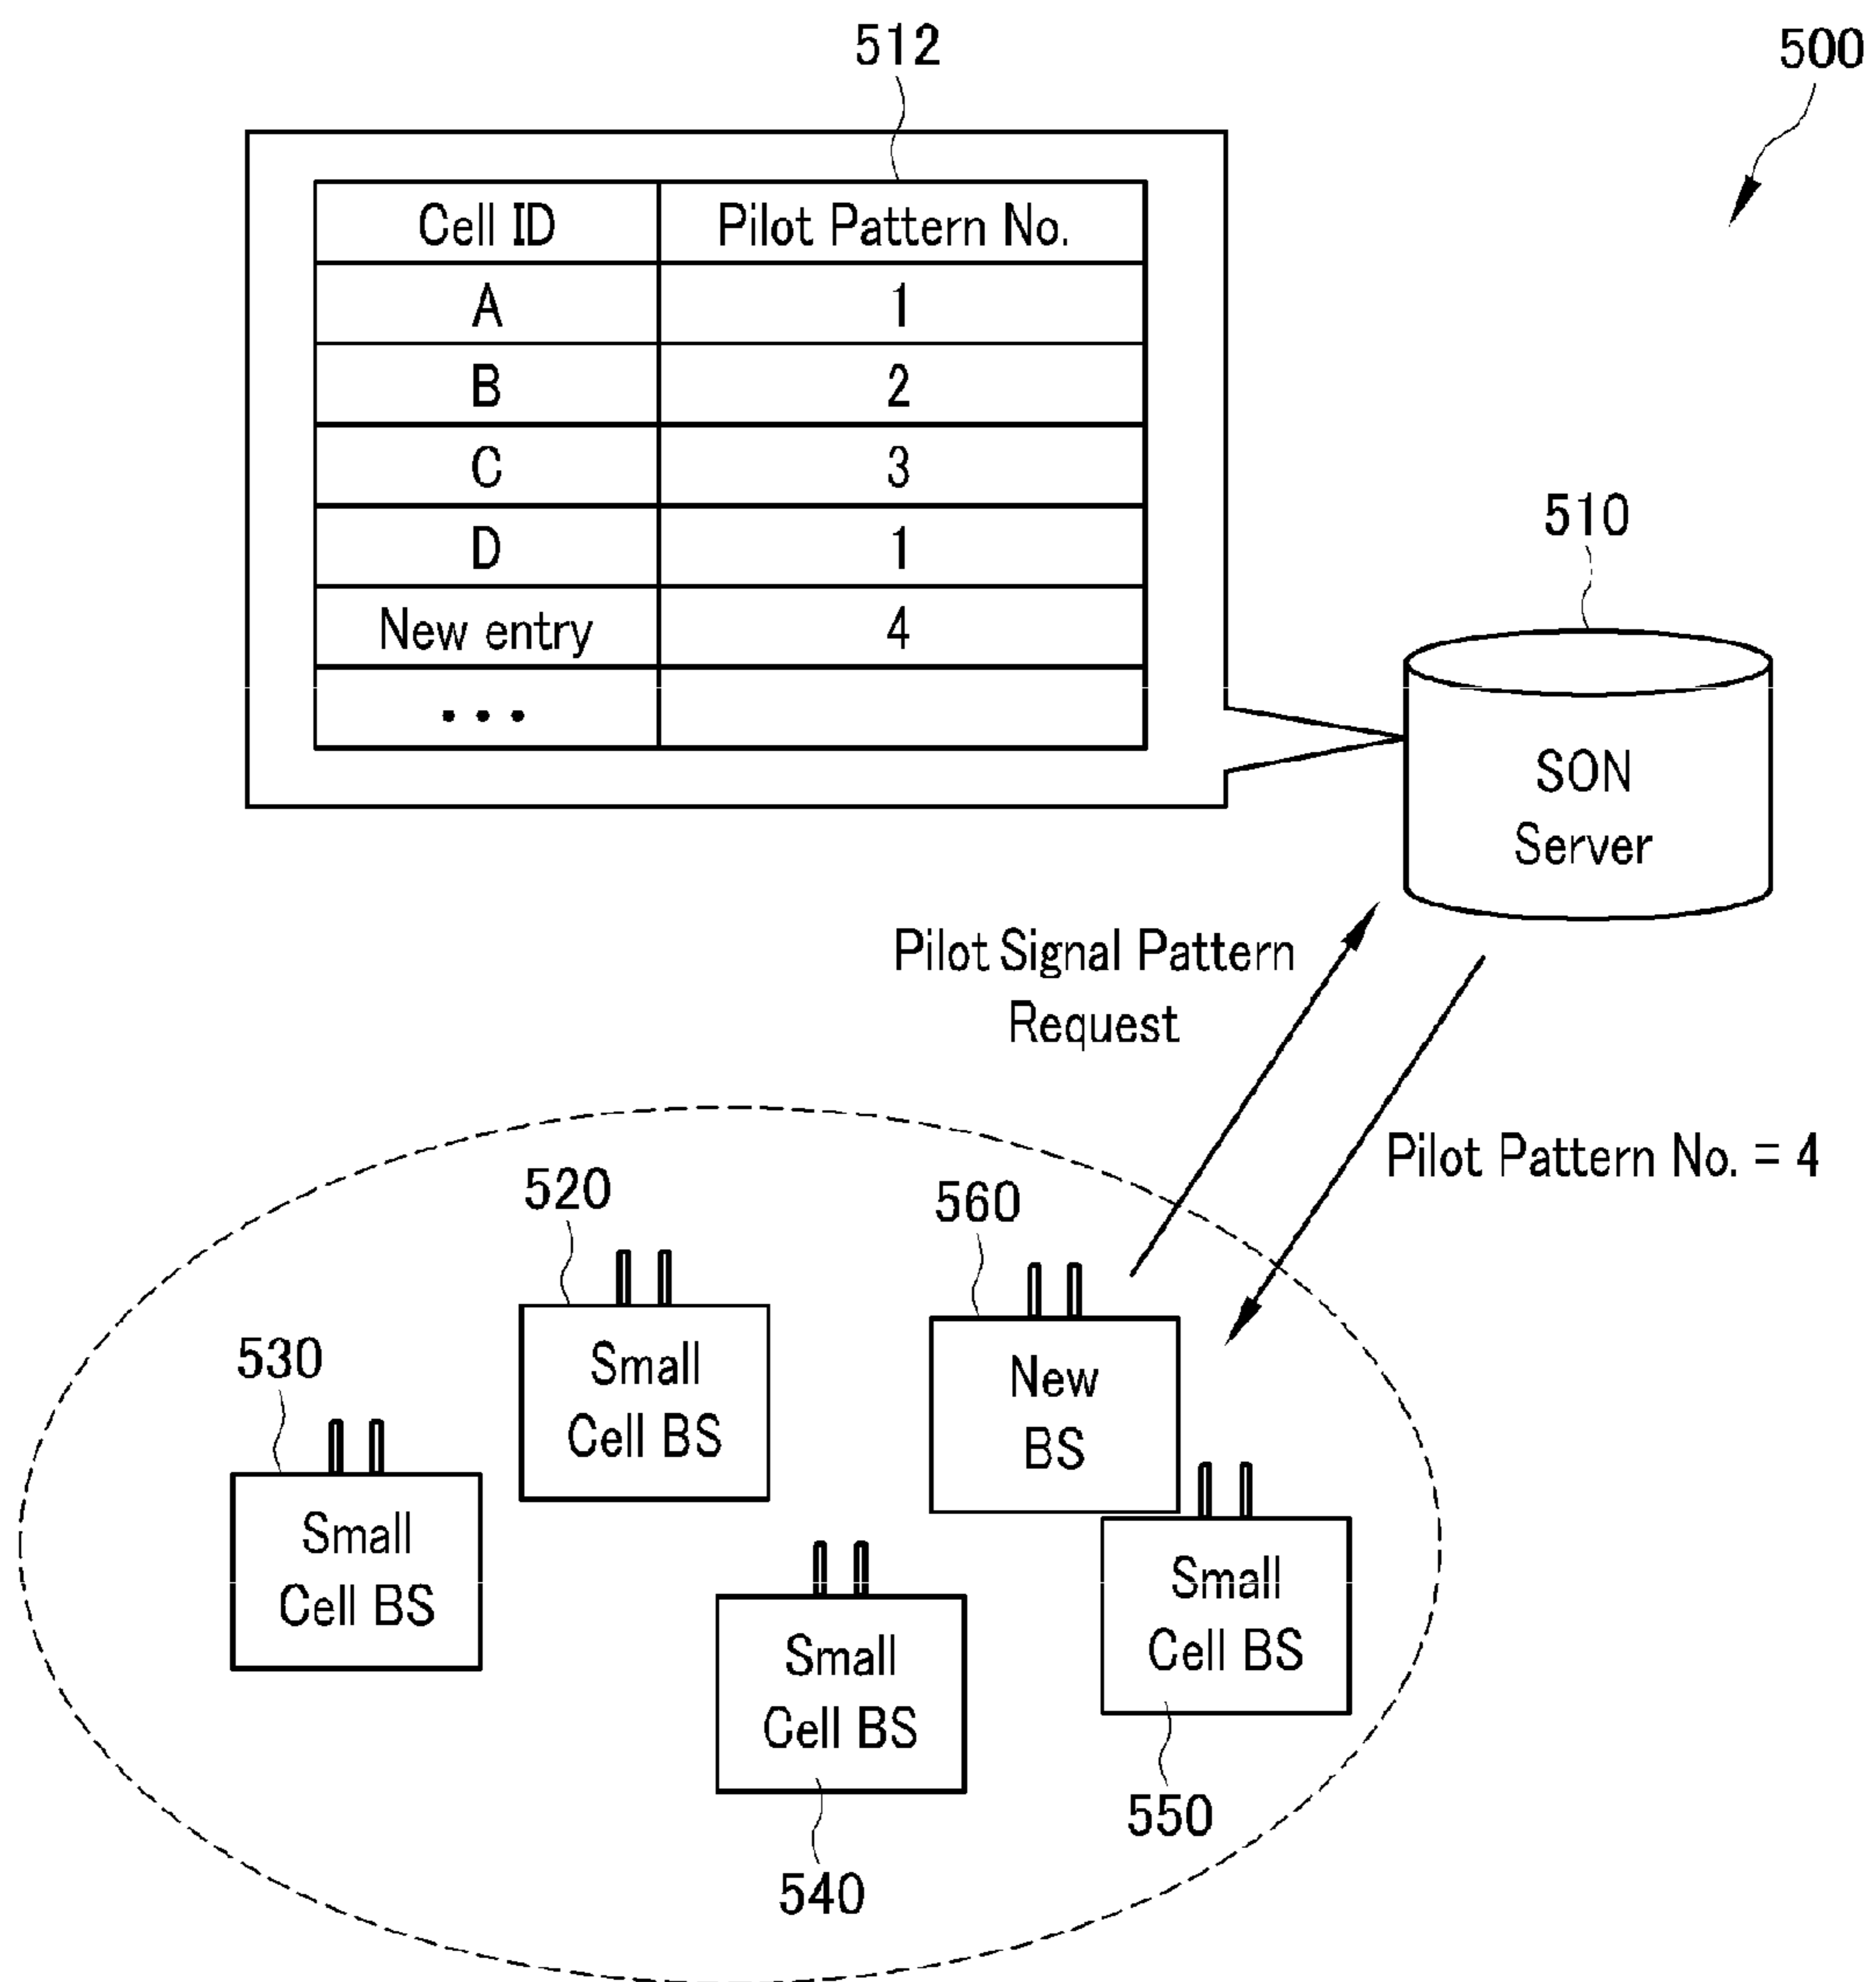 512
500
Cell ID Pilot Pattern No.
A 1
B 2
C 3
D 1
New entry 4
• • •
510
SON
Server
Pilot Signal Pattern
Request
Pilot Pattern No. = 4
520
560
530
Small
Cell BS
New
BS
Small
Cell BS
Small
Cell BS
Small
Cell BS
550
540